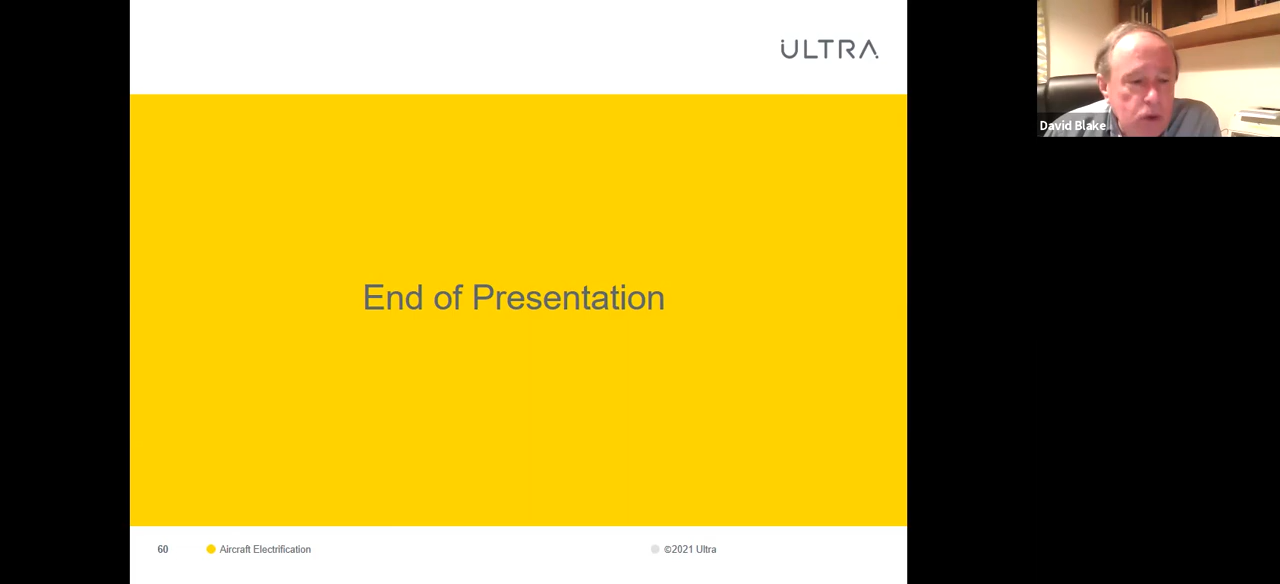 ULTRA
David Blake
End of Presentation
60
Aircraft Electrification
©2021 Ultra